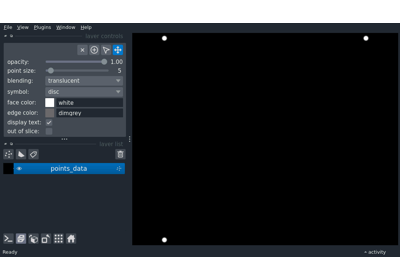 File View Plugins Window Help
layer controls
opacity: 1.00
point size: 5
blending: translucent
symbol: disc
face color: white
edge color: dimgrey
display text:
out of slice:
layer list
points_data
Ready
activity